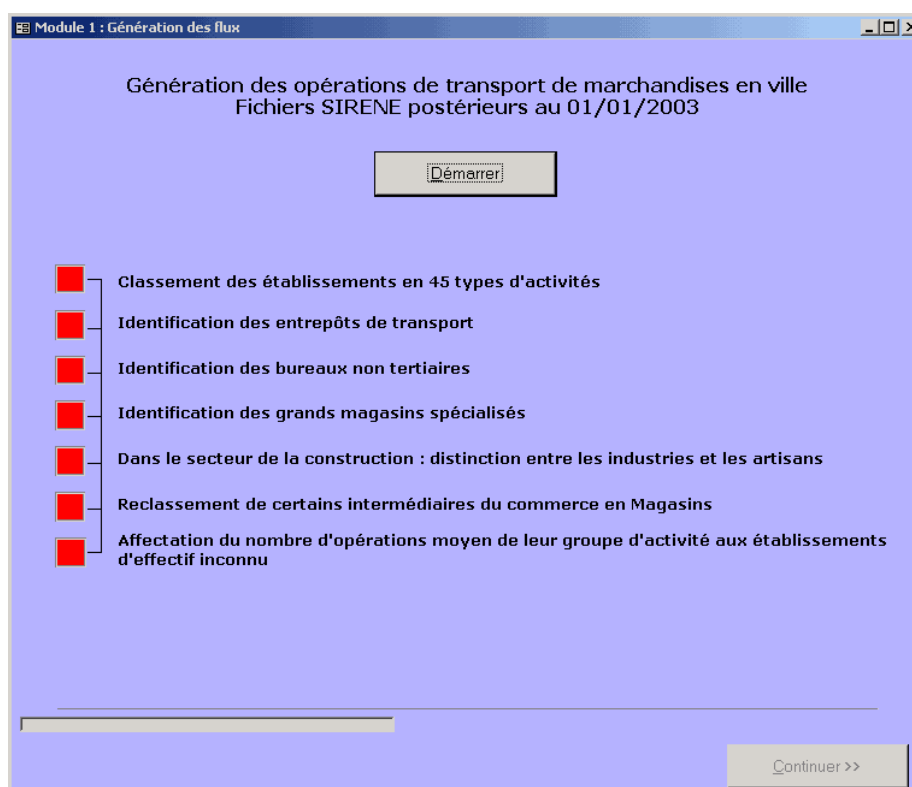 Module 1 : Génération des flux
Génération des opérations de transport de marchandises en ville
Fichiers SIRENE postérieurs au 01/01/2003
Démarrer
Classement des établissements en 45 types d'activités
Identification des entrepôts de transport
Identification des bureaux non tertiaires
Identification des grands magasins spécialisés
Dans le secteur de la construction : distinction entre les industries et les artisans
Reclassement de certains intermédiaires du commerce en Magasins
Affectation du nombre d'opérations moyen de leur groupe d'activité aux établissements
d'effectif inconnu
Continuer >>